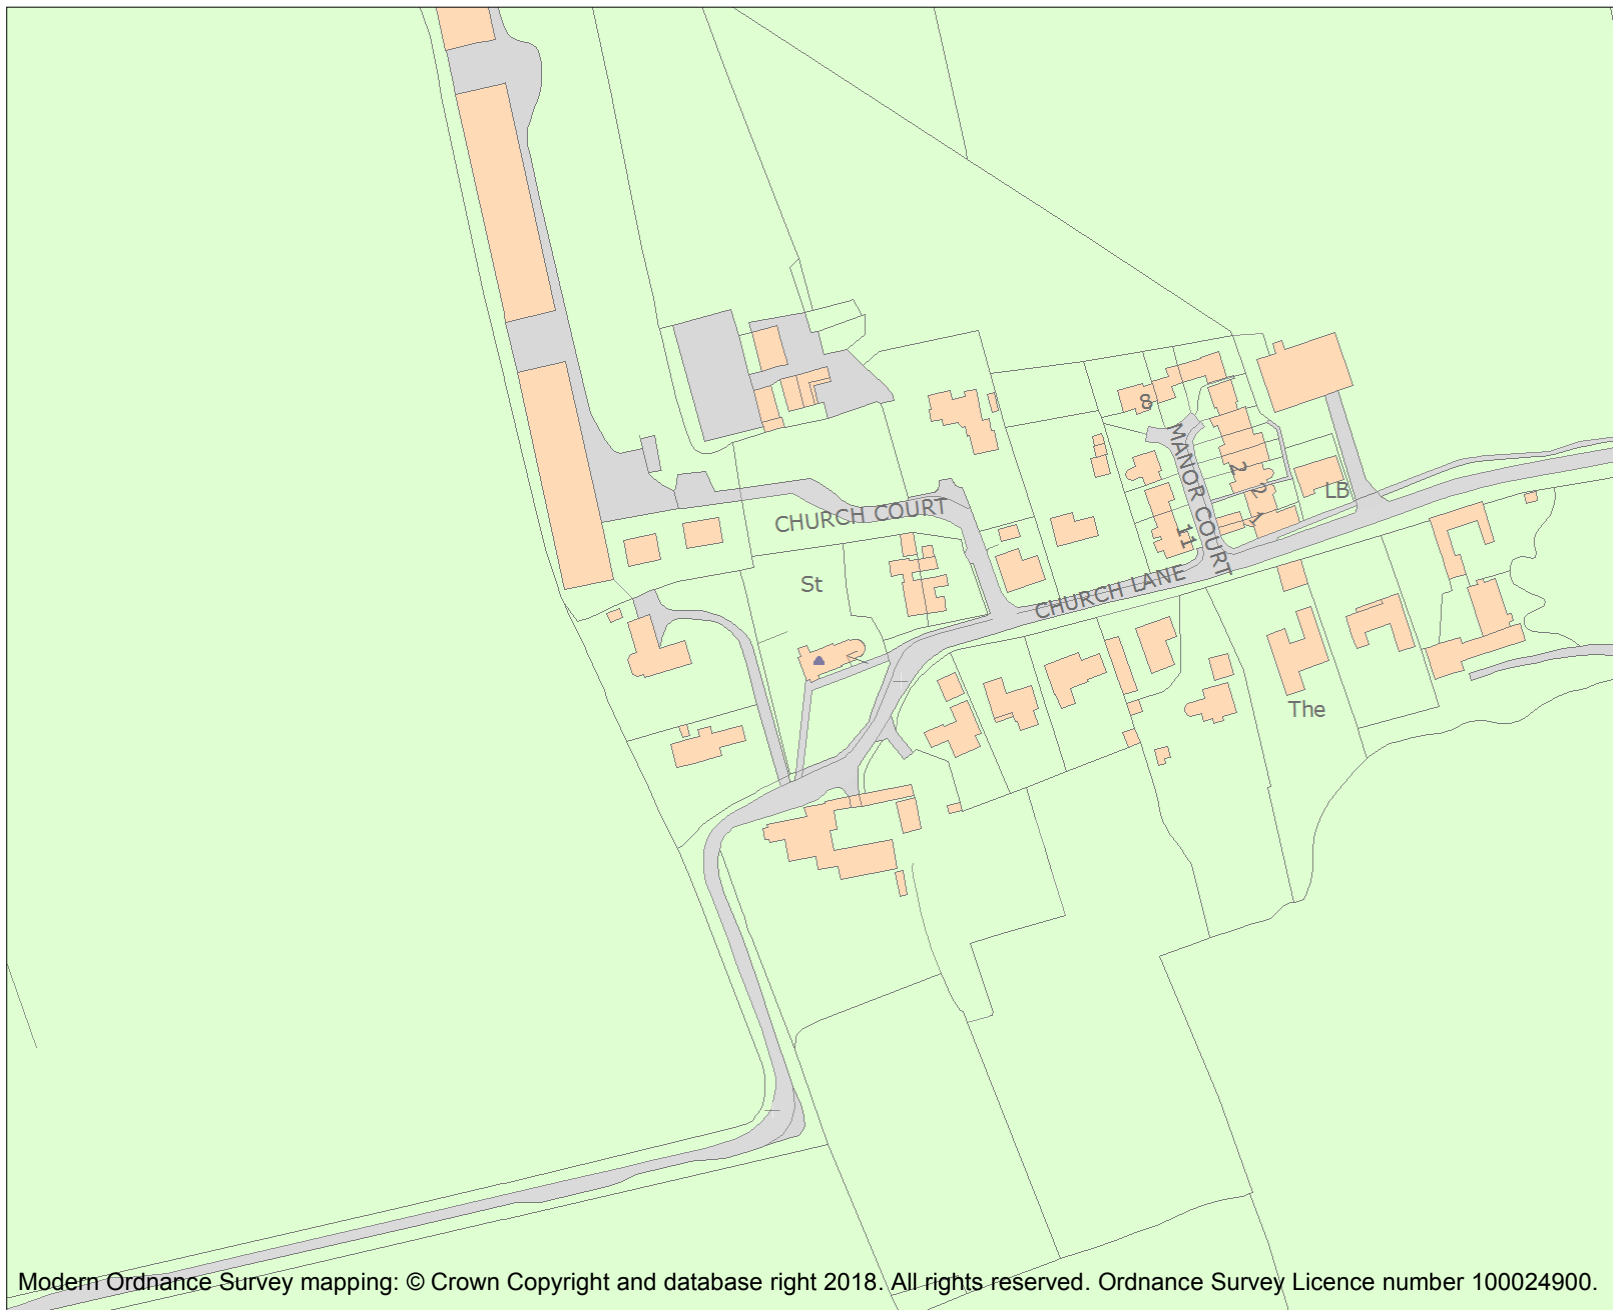 8
MANOR COURT
2
2
1
LB
11
CHURCH COURT
St
CHURCH LANE
The
Modern Ordnance Survey mapping: © Crown Copyright and database right 2018. All rights reserved. Ordnance Survey Licence number 100024900.